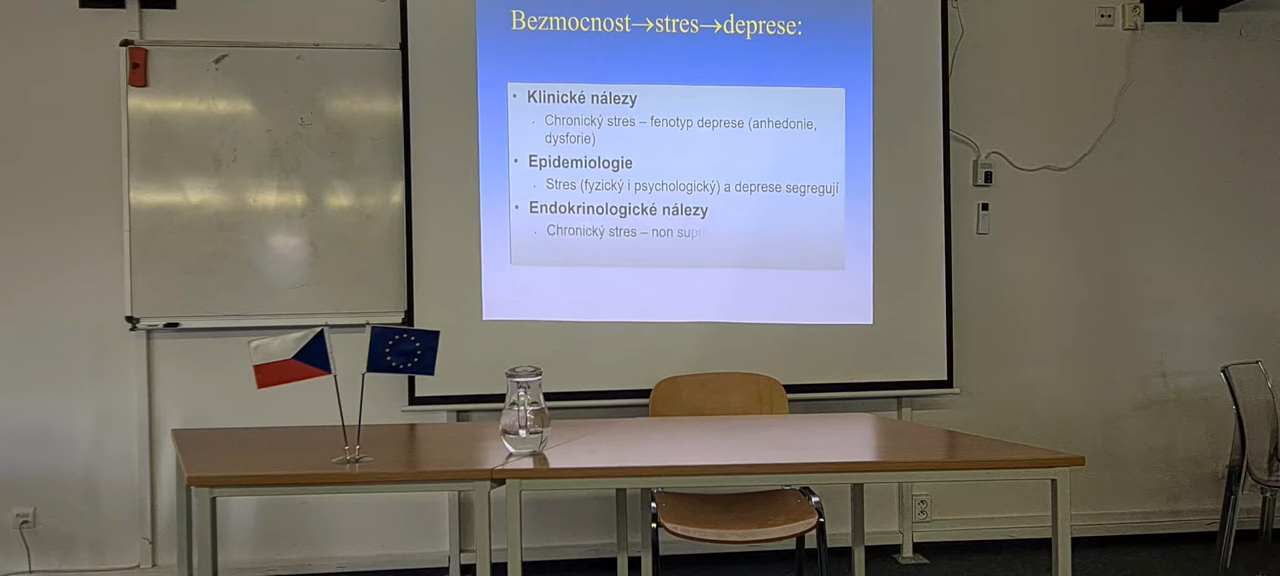 Bezmocnost→stres→deprese:
• Klinické nálezy
· Chronický stres – fenotyp deprese (anhedonie,
dysforie)
• Epidemiologie
· Stres (fyzický i psychologický) a deprese segregují
• Endokrinologické nálezy
· Chronický stres – non supr